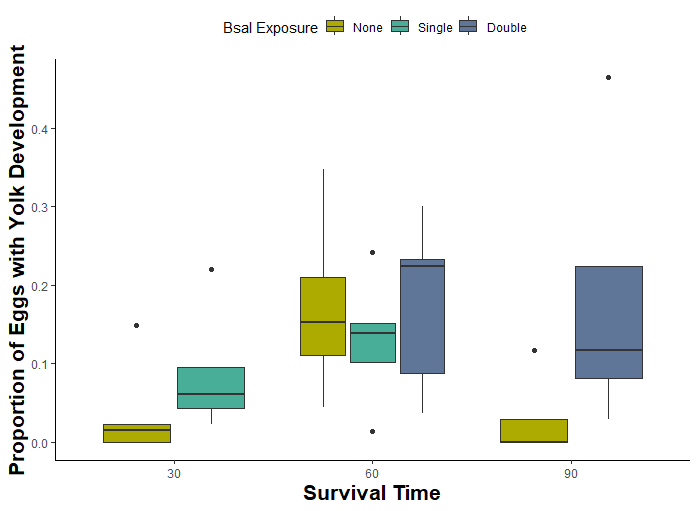 Bsal Exposure None Single Double
Proportion of Eggs with Yolk Development
0.4
0.3
0.2
0.1
0.0
30 60 90
Survival Time